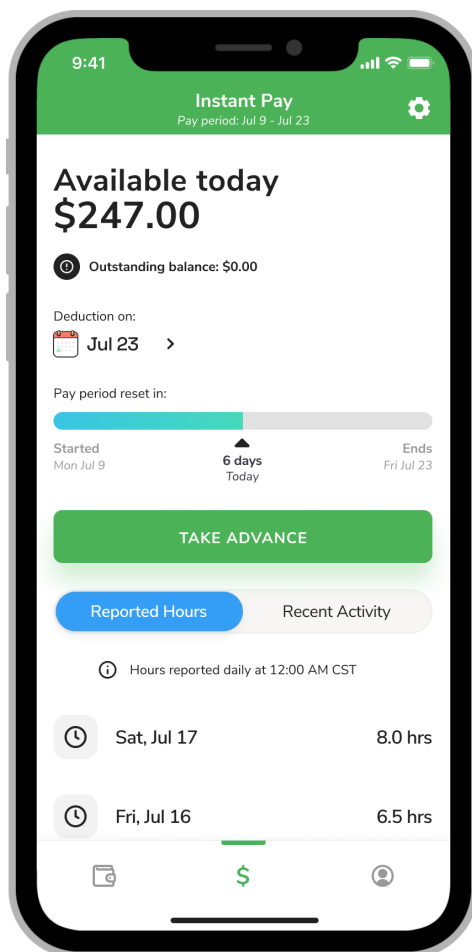 9:41
Instant Pay
Pay period: Jul 9 - Jul 23
Available today
$247.00
Outstanding balance: $0.00
Deduction on:
Jul 23
Pay period reset in:
Started
Mon Jul 9
6 days
Today
Ends
Fri Jul 23
TAKE ADVANCE
Reported Hours
Recent Activity
Hours reported daily at 12:00 AM CST
Sat, Jul 17
8.0 hrs
Fri, Jul 16
6.5 hrs
$